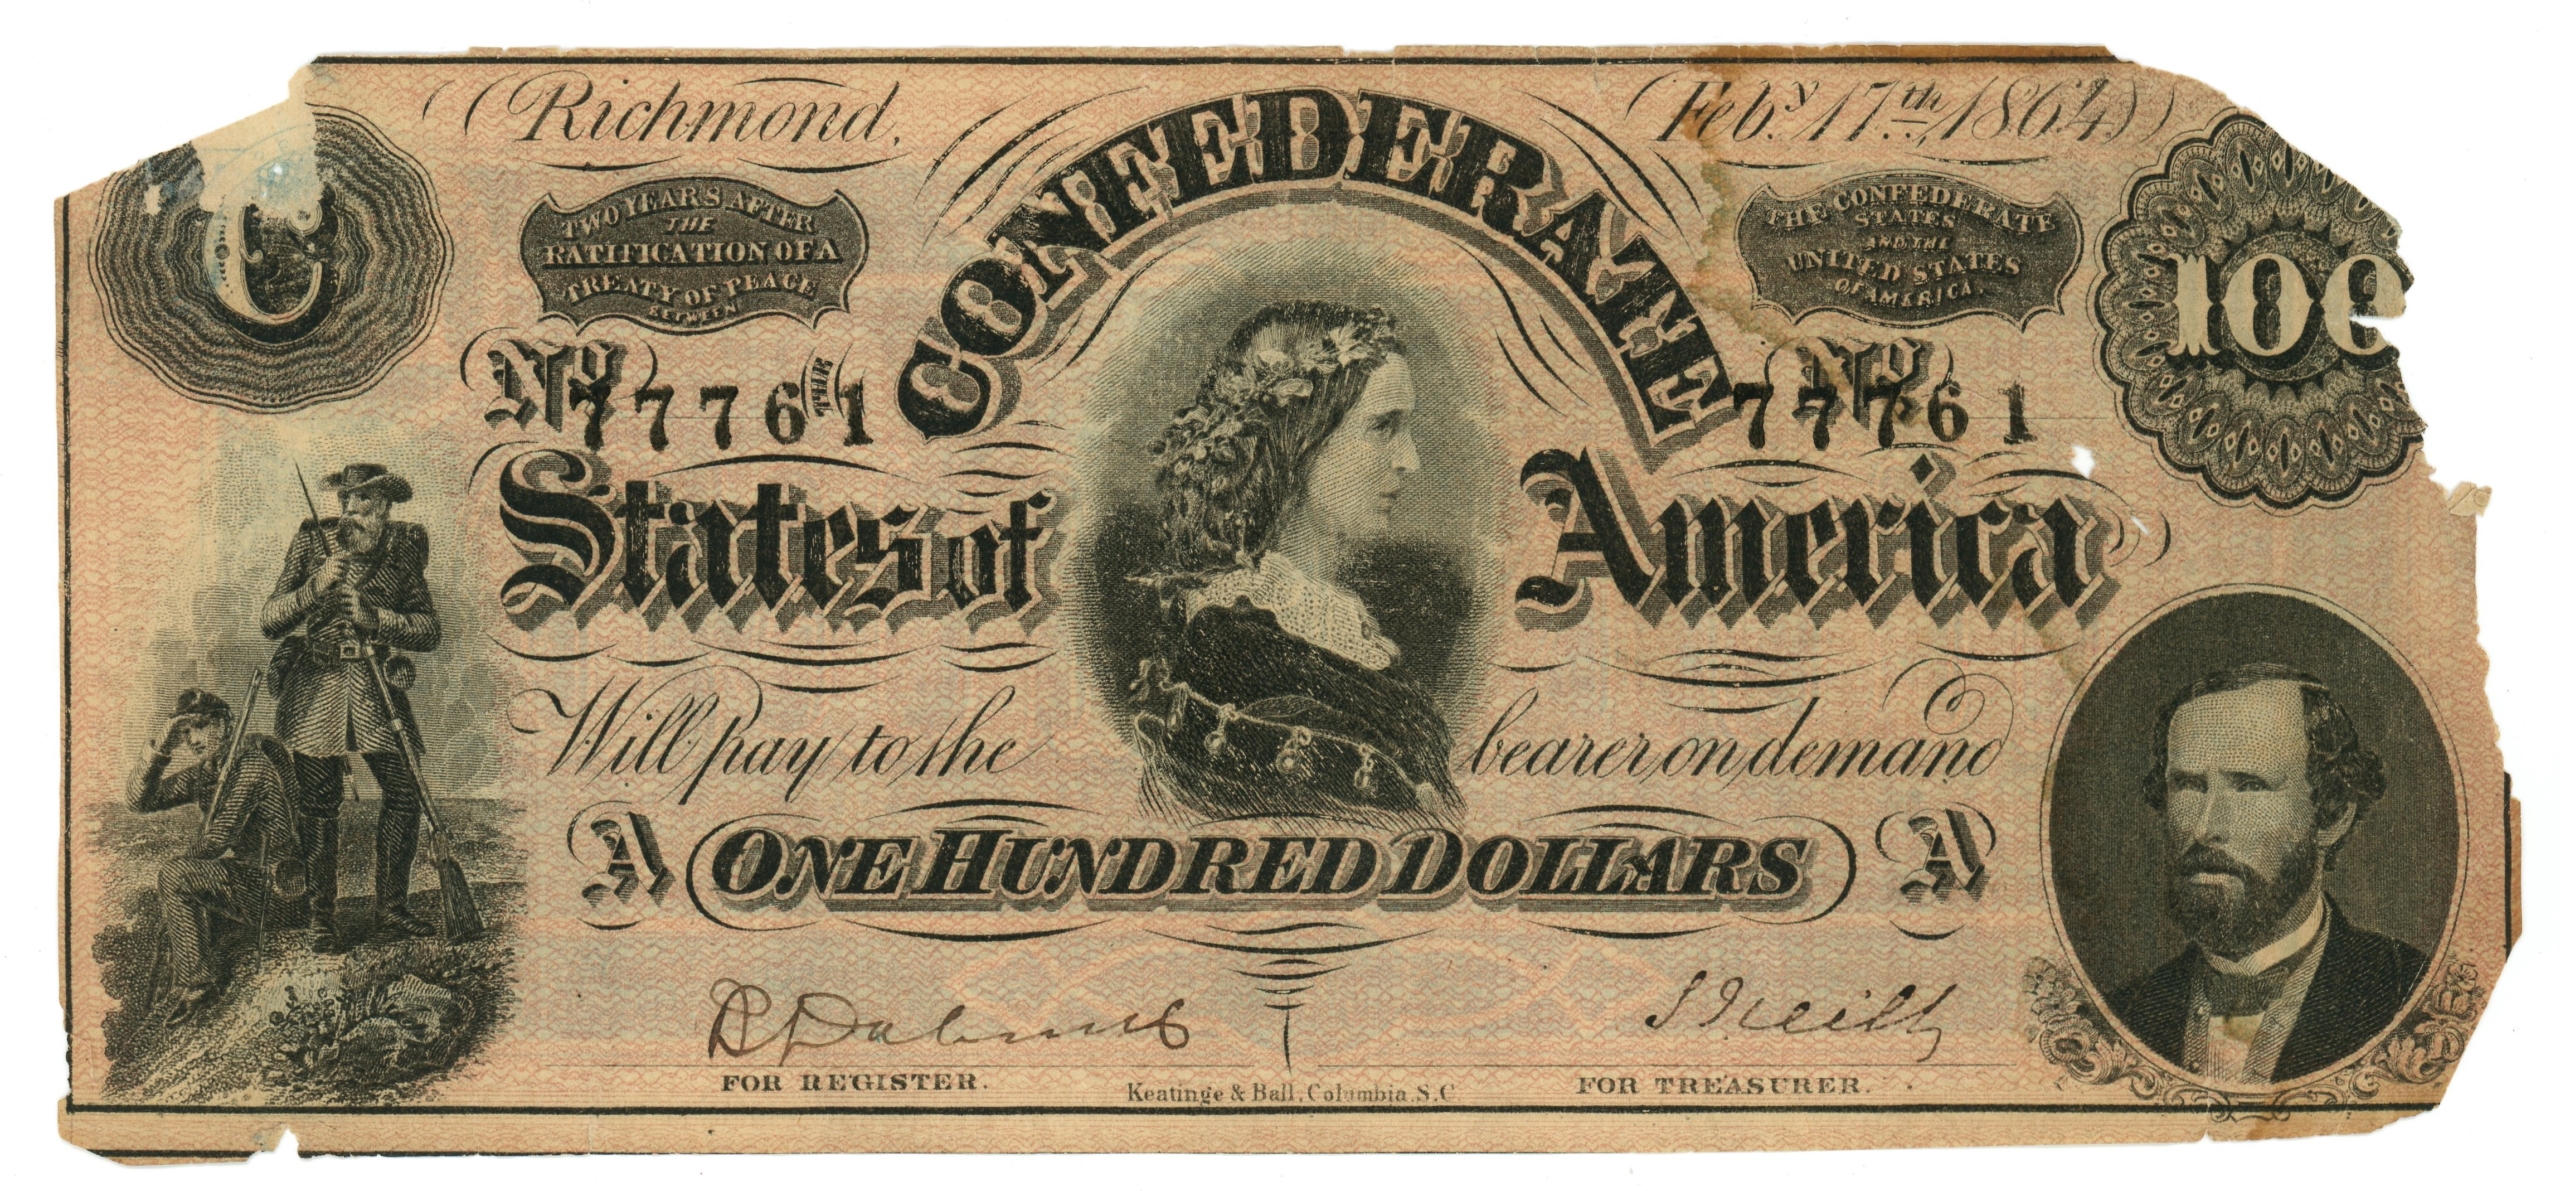 Richmond,
Feby. 17th, 1864
C
TWO YEARS AFTER
THE
RATIFICATION OF A
TREATY OF PEACE
BETWEEN
THE CONFEDERATE
STATES
AND THE
UNITED STATES
OF AMERICA.
100
No 77761
THE
CONFEDERATE
No 77761
States of America
Will pay to the bearer on demand
A ONE HUNDRED DOLLARS A
FOR REGISTER.
Keatinge & Ball, Columbia, S.C.
FOR TREASURER.